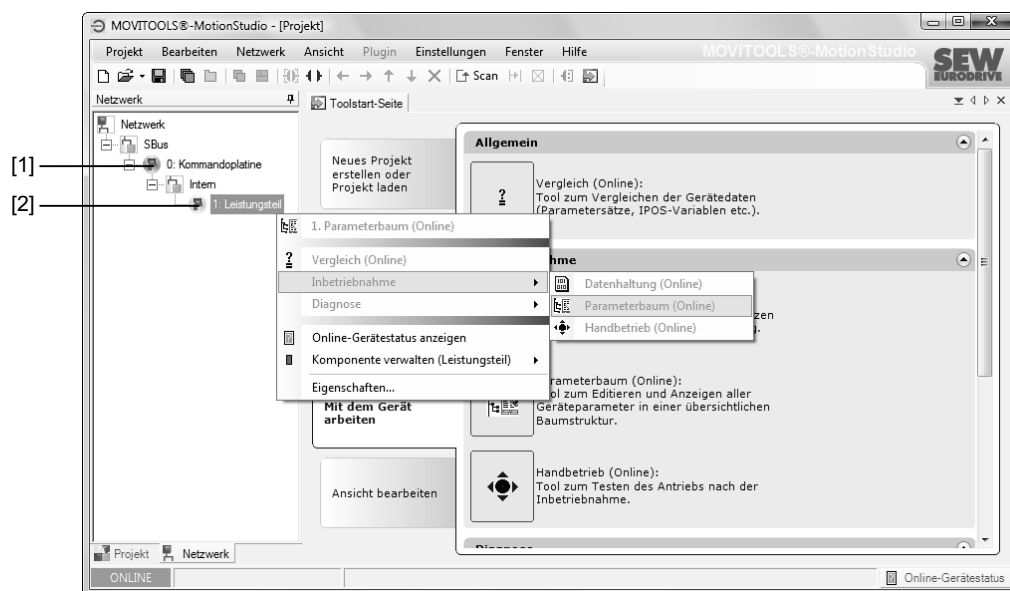 MOVITOOLS®-MotionStudio - [Projekt]
Projekt Bearbeiten Netzwerk Ansicht Plugin Einstellungen Fenster Hilfe
MOVITOOLS®-MotionStudio
SEW
EURODRIVE
Scan
Netzwerk
Toolstart-Seite
Netzwerk
SBus
[1]
0: Kommandoplatine
Intern
[2]
1: Leistungsteil
Neues Projekt
erstellen oder
Projekt laden
Allgemein
Vergleich (Online):
Tool zum Vergleichen der Gerätedaten
(Parametersätze, IPOS-Variablen etc.).
1. Parameterbaum (Online)
Vergleich (Online)
Inbetriebnahme
Diagnose
Online-Gerätestatus anzeigen
Komponente verwalten (Leistungsteil)
Eigenschaften...
hme
Datenhaltung (Online)
Parameterbaum (Online)
Handbetrieb (Online)
zen
rameterbaum (Online):
ol zum Editieren und Anzeigen aller
Geräteparameter in einer übersichtlichen
Baumstruktur.
Mit dem Gerät
arbeiten
Ansicht bearbeiten
Handbetrieb (Online):
Tool zum Testen des Antriebs nach der
Inbetriebnahme.
Projekt Netzwerk
ONLINE
Online-Gerätestatus